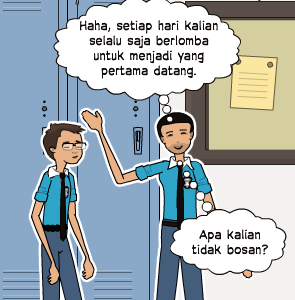 Haha, setiap hari kalian
selalu saja berlomba
untuk menjadi yang
pertama datang.
Apa kalian
tidak bosan?